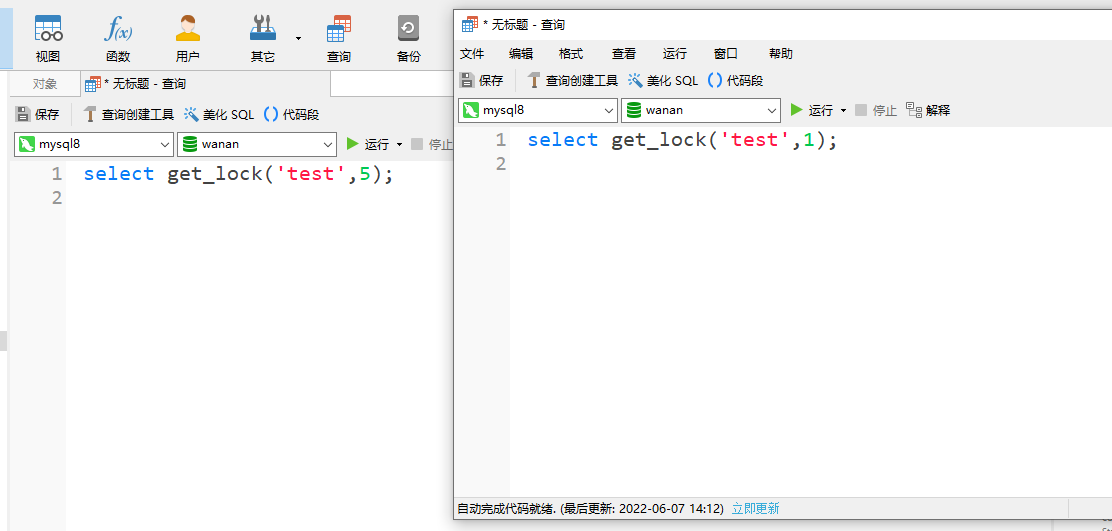 视图 f(x) 函数 用户 其它 查询 备份
对象 * 无标题 - 查询
保存 查询创建工具 美化 SQL () 代码段
mysql8 wanan 运行 停止
1 select get_lock('test',5);
2
* 无标题 - 查询
文件 编辑 格式 查看 运行 窗口 帮助
保存 查询创建工具 美化 SQL () 代码段
mysql8 wanan 运行 停止 解释
1 select get_lock('test',1);
2
自动完成代码就绪. (最后更新: 2022-06-07 14:12) 立即更新